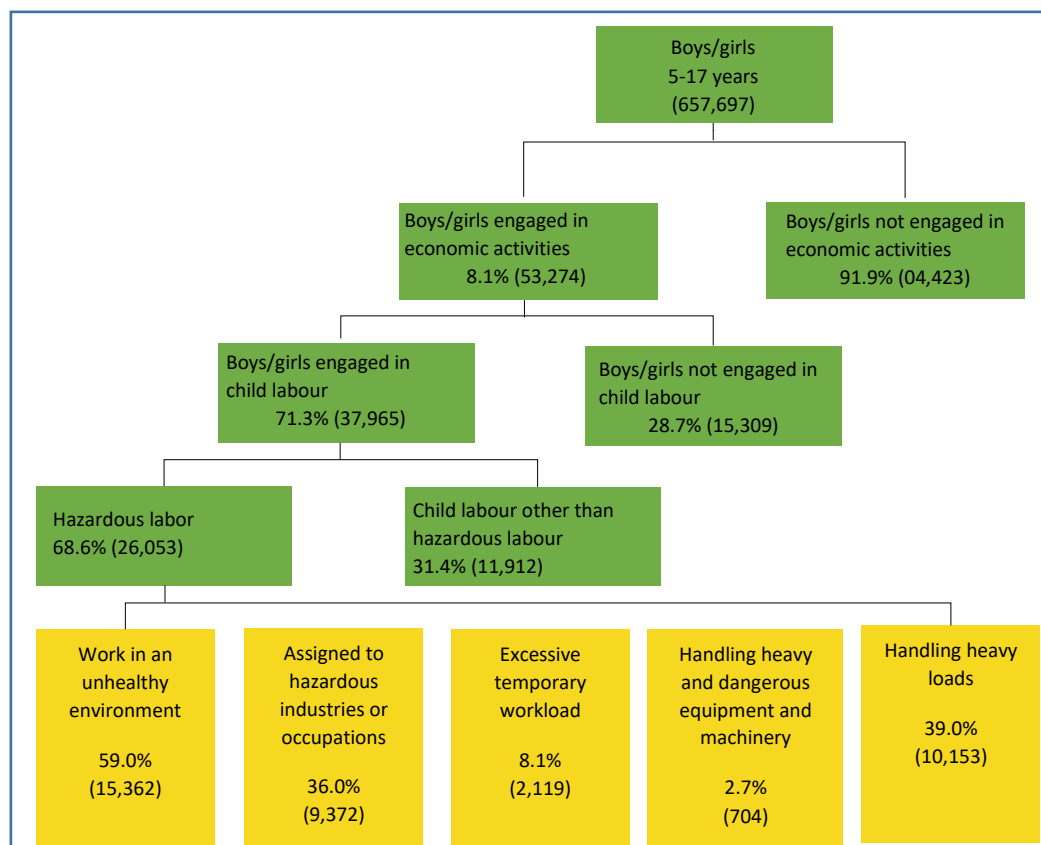 Boys/girls
5-17 years
(657,697)
Boys/girls engaged in
economic activities
8.1% (53,274)
Boys/girls not engaged in
economic activities
91.9% (04,423)
Boys/girls engaged in
child labour
71.3% (37,965)
Boys/girls not engaged in
child labour
28.7% (15,309)
Hazardous labor
68.6% (26,053)
Child labour other than
hazardous labour
31.4% (11,912)
Work in an
unhealthy
environment
59.0%
(15,362)
Assigned to
hazardous
industries or
occupations
36.0%
(9,372)
Excessive
temporary
workload
8.1%
(2,119)
Handling heavy
and dangerous
equipment and
machinery
2.7%
(704)
Handling heavy
loads
39.0%
(10,153)